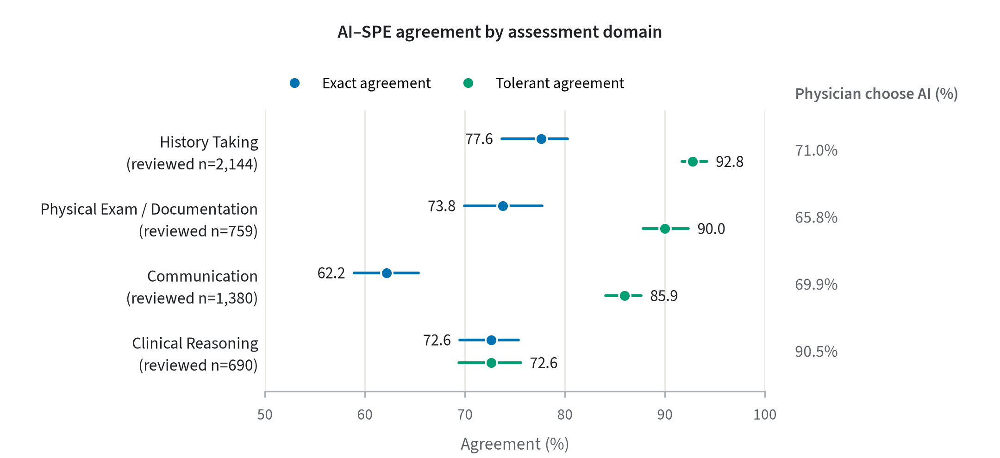 AI–SPE agreement by assessment domain
Exact agreement
Tolerant agreement
Physician choose AI (%)
History Taking
(reviewed n=2,144)
77.6
92.8
71.0%
Physical Exam / Documentation
(reviewed n=759)
73.8
90.0
65.8%
Communication
(reviewed n=1,380)
62.2
85.9
69.9%
Clinical Reasoning
(reviewed n=690)
72.6
72.6
90.5%
50 60 70 80 90 100
Agreement (%)